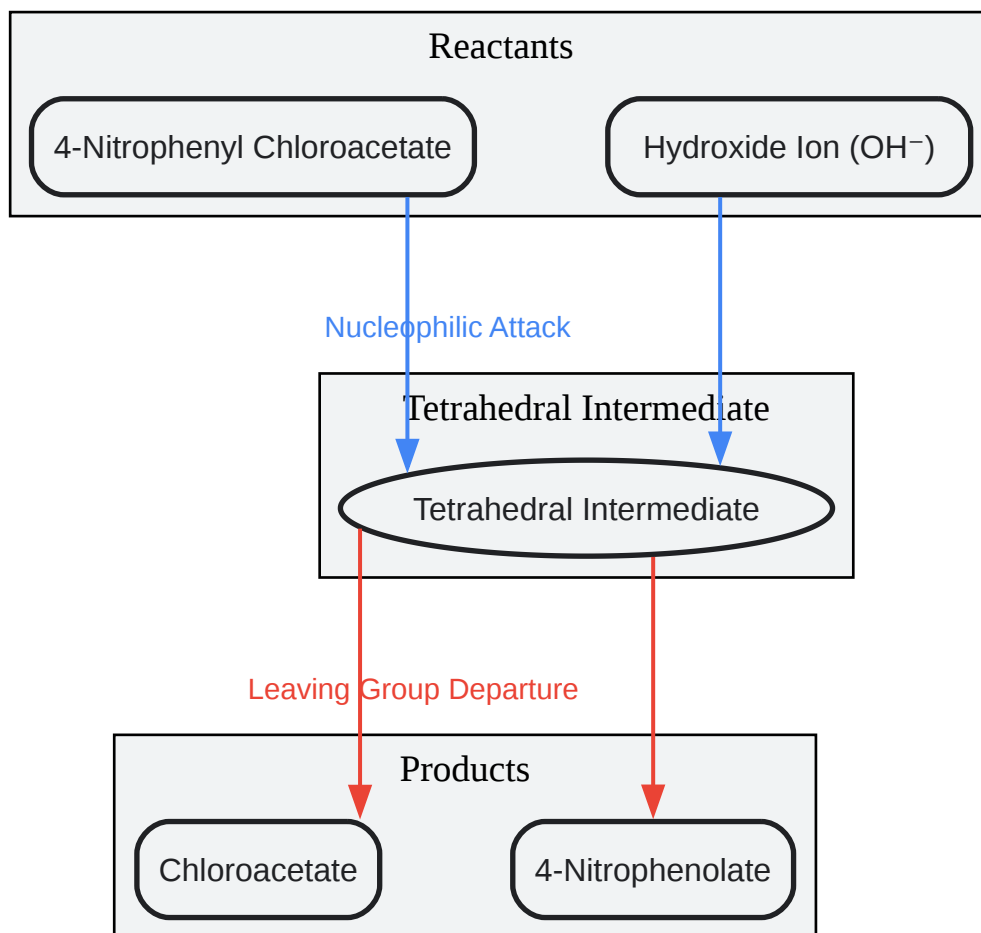 Reactants
4-Nitrophenyl Chloroacetate
Hydroxide Ion (OH⁻)
Nucleophilic Attack
Tetrahedral Intermediate
Tetrahedral Intermediate
Leaving Group Departure
Products
Chloroacetate
4-Nitrophenolate